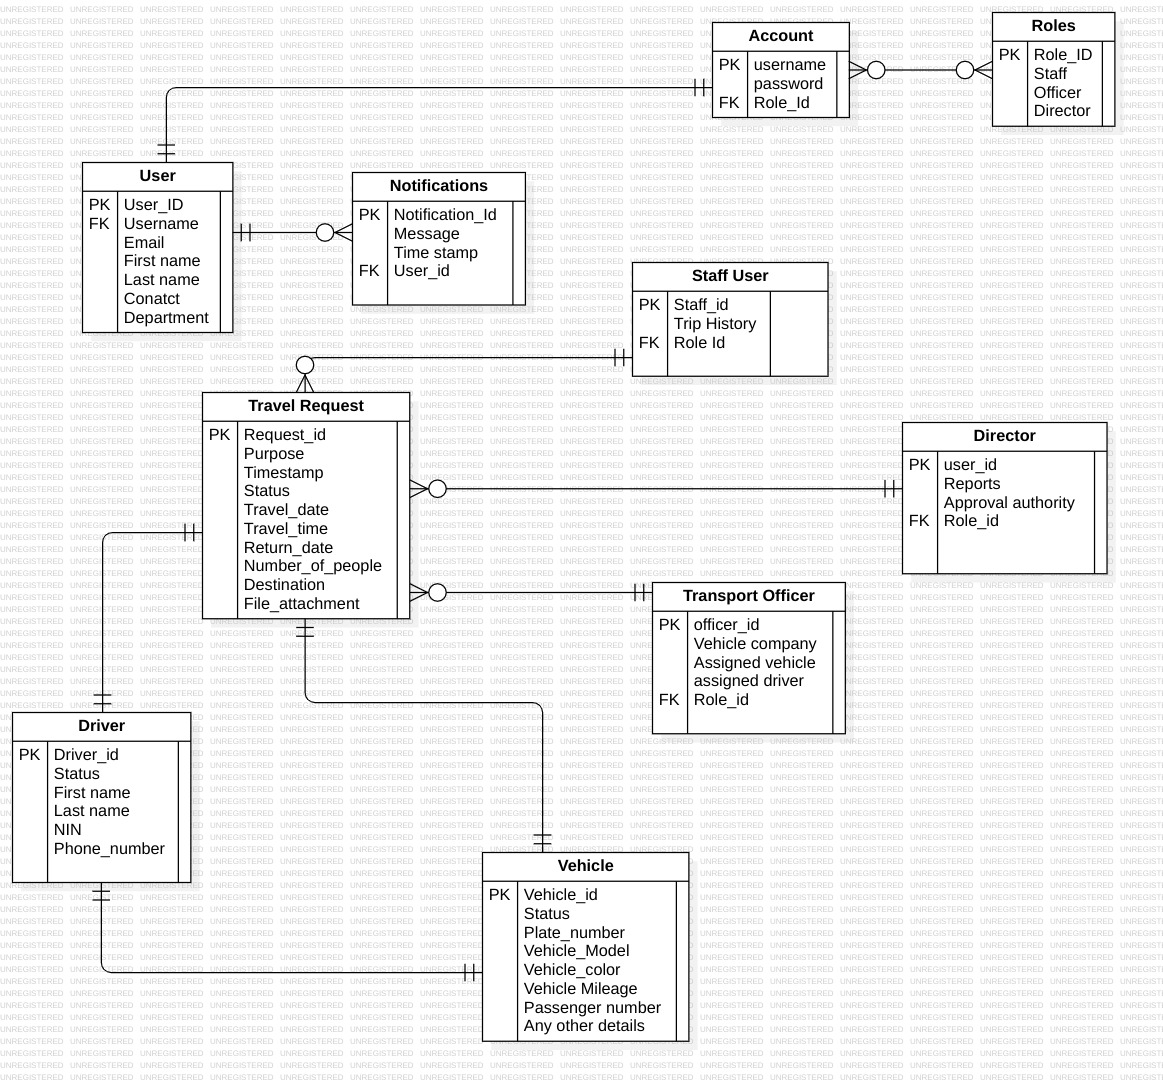 Account
PK username
password
FK Role_Id
Roles
PK Role_ID
Staff
Officer
Director
User
PK User_ID
FK Username
Email
First name
Last name
Conatct
Department
Notifications
PK Notification_Id
Message
Time stamp
FK User_id
Staff User
PK Staff_id
Trip History
FK Role Id
Travel Request
PK Request_id
Purpose
Timestamp
Status
Travel_date
Travel_time
Return_date
Number_of_people
Destination
File_attachment
Director
PK user_id
Reports
Approval authority
FK Role_id
Transport Officer
PK officer_id
Vehicle company
Assigned vehicle
assigned driver
FK Role_id
Driver
PK Driver_id
Status
First name
Last name
NIN
Phone_number
Vehicle
PK Vehicle_id
Status
Plate_number
Vehicle_Model
Vehicle_color
Vehicle Mileage
Passenger number
Any other details
UNREGISTERED